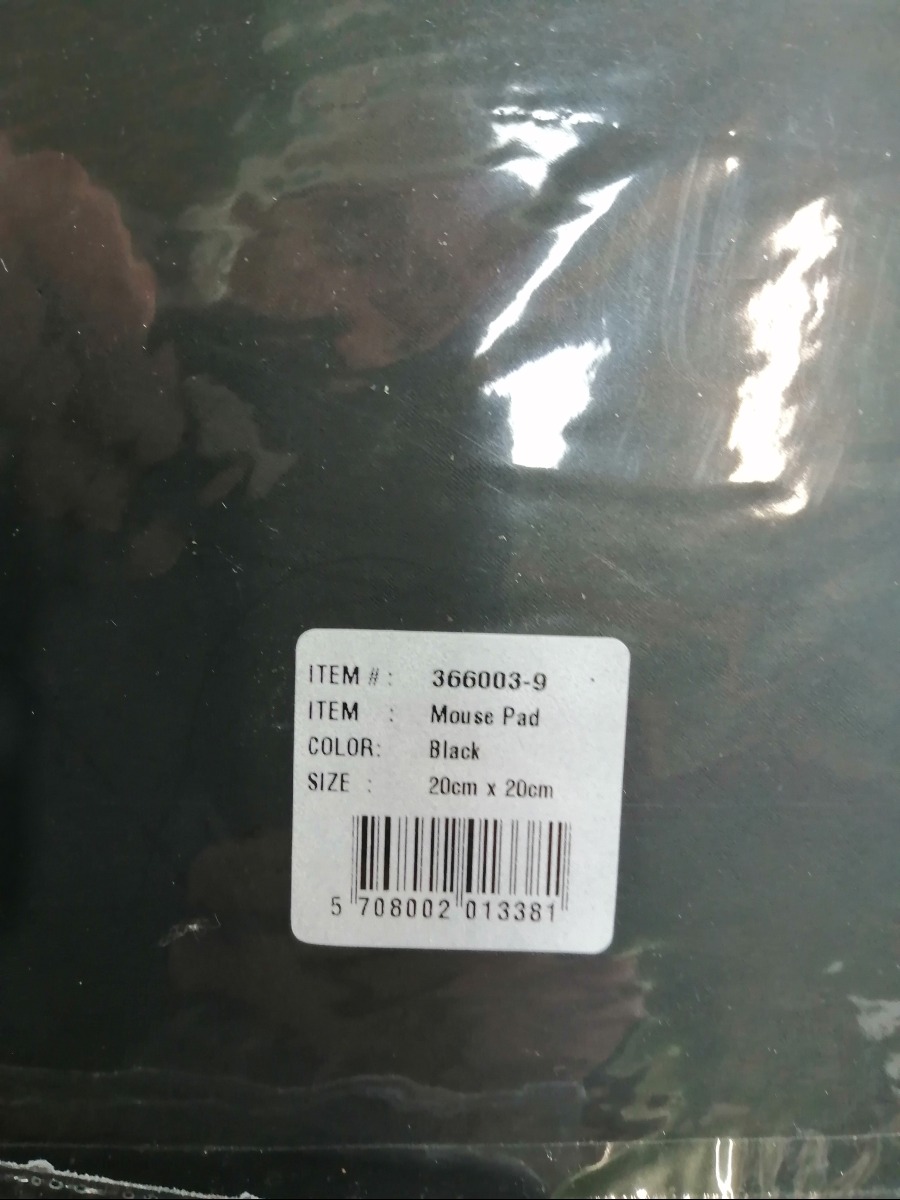 ITEM # : 366003-9
ITEM : Mouse Pad
COLOR: Black
SIZE : 20cm x 20cm
5 708002 013381